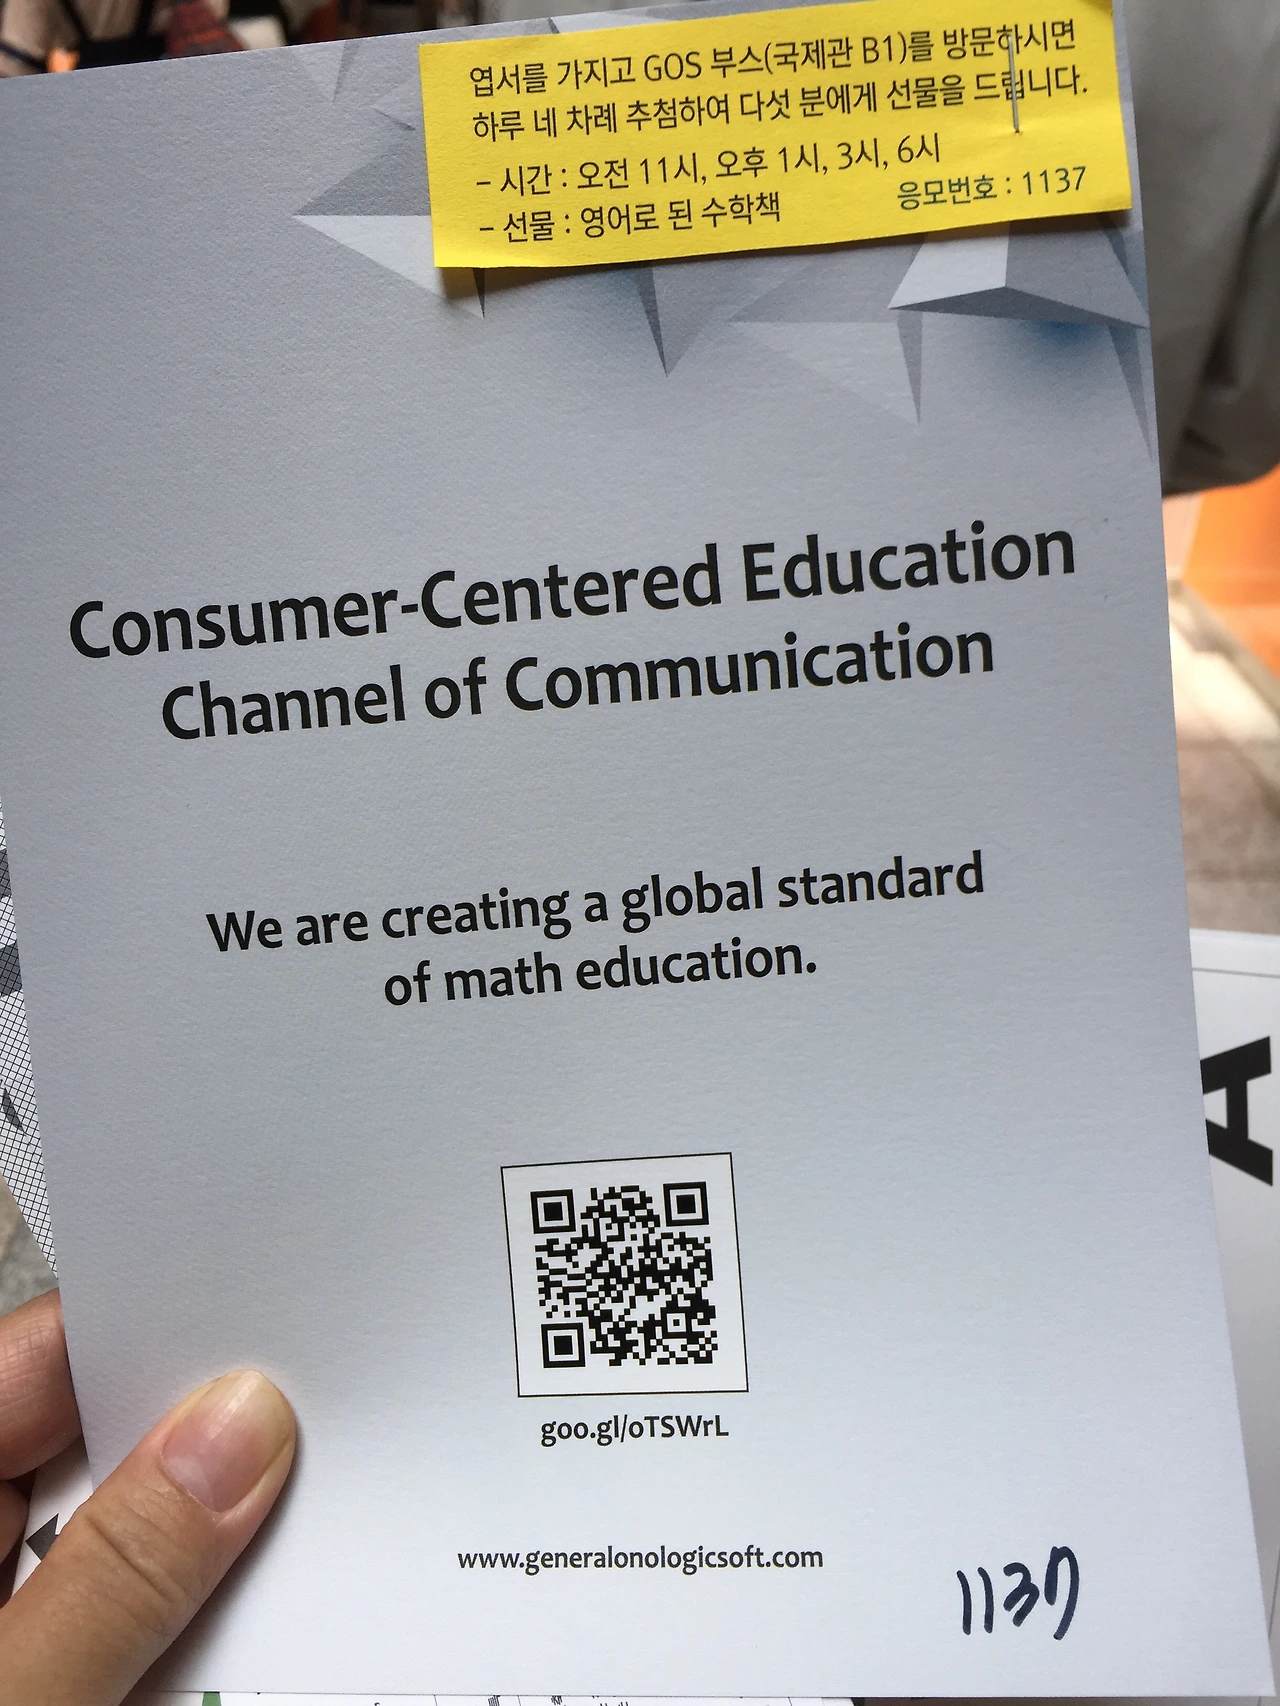 엽서를 가지고 GOS 부스(국제관 B1)를 방문하시면
하루 네 차례 추첨하여 다섯 분에게 선물을 드립니다.
– 시간 : 오전 11시, 오후 1시, 3시, 6시
– 선물 : 영어로 된 수학책
응모번호 : 1137
Consumer-Centered Education
Channel of Communication
We are creating a global standard
of math education.
goo.gl/oTSWrL
www.generalonologicsoft.com
1137
A